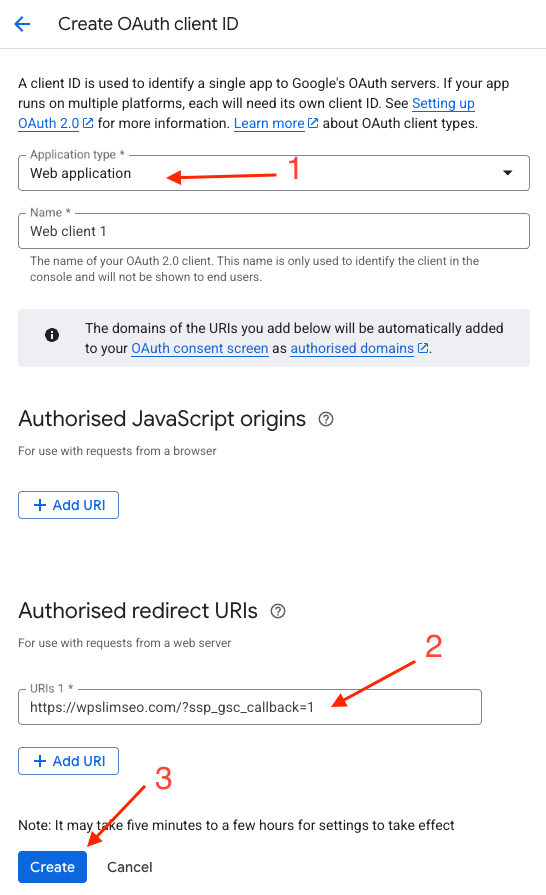 Create OAuth client ID
A client ID is used to identify a single app to Google's OAuth servers. If your app
runs on multiple platforms, each will need its own client ID. See Setting up
OAuth 2.0 for more information. Learn more about OAuth client types.
Application type *
Web application
1
Name *
Web client 1
The name of your OAuth 2.0 client. This name is only used to identify the client in the
console and will not be shown to end users.
The domains of the URIs you add below will be automatically added
to your OAuth consent screen as authorised domains.
Authorised JavaScript origins
For use with requests from a browser
+ Add URI
Authorised redirect URIs
For use with requests from a web server
2
URIs 1 *
https://wpslimseo.com/?ssp_gsc_callback=1
+ Add URI
3
Note: It may take five minutes to a few hours for settings to take effect
Create Cancel